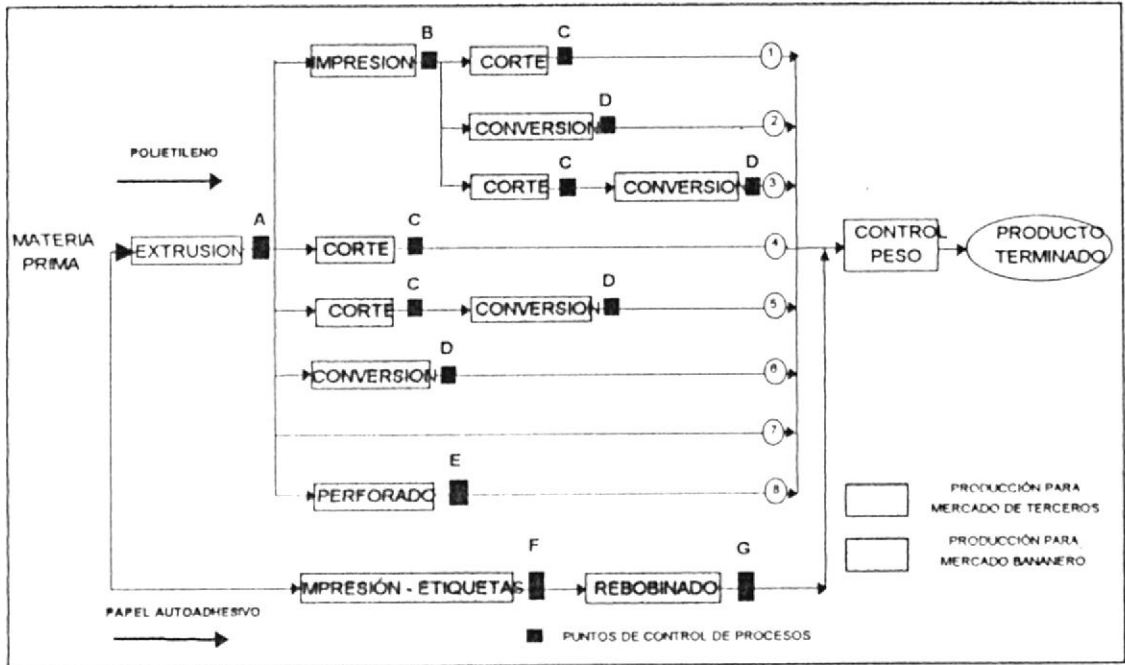 B
C
IMPRESION
CORTE
1
D
CONVERSION
2
POLIETILENO
C
D
CORTE
CONVERSION
3
A
C
MATERIA
PRIMA
EXTRUSION
CORTE
4
CONTROL
PESO
PRODUCTO
TERMINADO
C
D
CORTE
CONVERSION
5
D
CONVERSION
6
7
E
PERFORADO
8
PRODUCCIÓN PARA
MERCADO DE TERCEROS
PRODUCCIÓN PARA
MERCADO BANANERO
F
G
IMPRESIÓN - ETIQUETAS
REBOBINADO
PAPEL AUTOADHESIVO
PUNTOS DE CONTROL DE PROCESOS